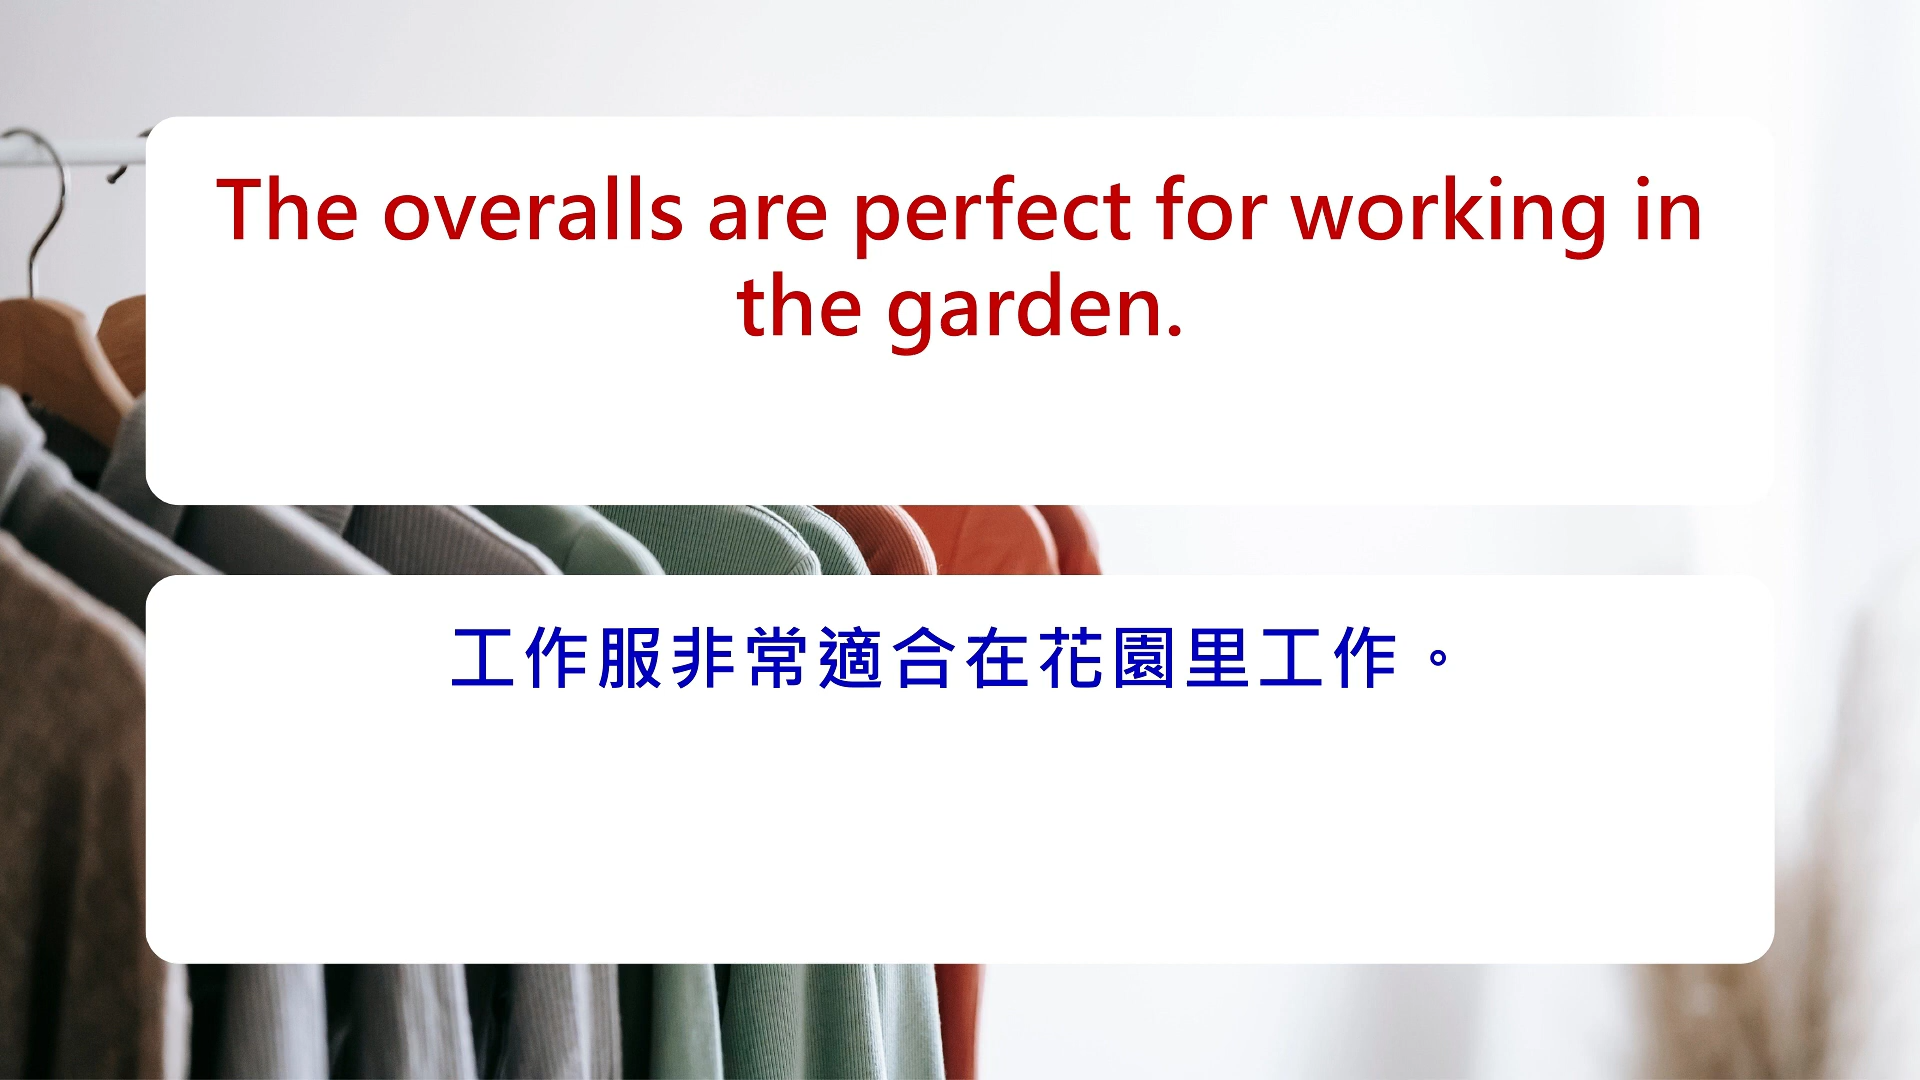 The overalls are perfect for working in
the garden.
工作服非常適合在花園里工作。